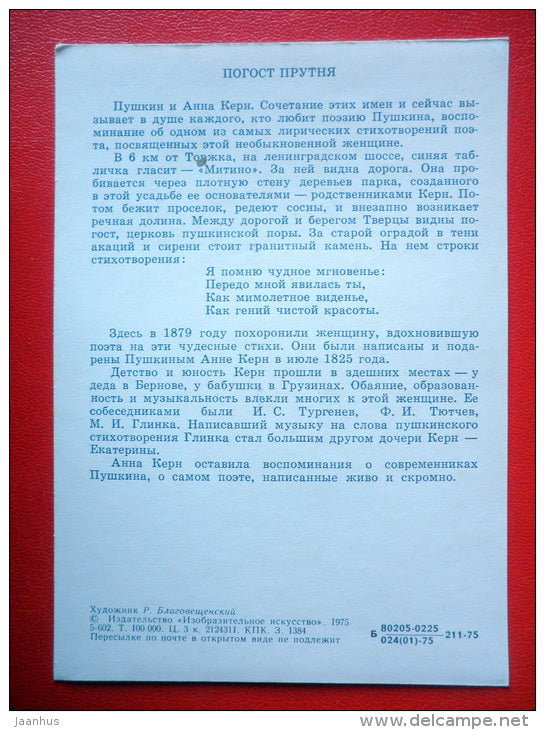 ПОГОСТ ПРУТНЯ
Пушкин и Анна Керн. Сочетание этих имен и сейчас вы-
зывает в душе каждого, кто любит поэзию Пушкина, воспо-
минание об одном из самых лирических стихотворений поэ-
та, посвященных этой необыкновенной женщине.
В 6 км от Торжка, на ленинградском шоссе, синяя таб-
личка гласит — «Митино». За ней видна дорога. Она про-
бивается через плотную стену деревьев парка, созданного
в этой усадьбе ее основателями — родственниками Керн. По-
том бежит проселок, редеют сосны, и внезапно возникает
речная долина. Между дорогой и берегом Тверцы видны по-
гост, церковь пушкинской поры. За старой оградой в тени
акаций и сирени стоит гранитный камень. На нем строки
стихотворения:
Я помню чудное мгновенье:
Передо мной явилась ты,
Как мимолетное виденье,
Как гений чистой красоты.
Здесь в 1879 году похоронили женщину, вдохновившую
поэта на эти чудесные стихи. Они были написаны и пода-
рены Пушкиным Анне Керн в июле 1825 года.
Детство и юность Керн прошли в здешних местах — у
деда в Бернове, у бабушки в Грузинах. Обаяние, образован-
ность и музыкальность влекли многих к этой женщине. Ее
собеседниками были И. С. Тургенев, Ф. И. Тютчев,
М. И. Глинка. Написавший музыку на слова пушкинского
стихотворения Глинка стал большим другом дочери Керн —
Екатерины.
Анна Керн оставила воспоминания о современниках
Пушкина, о самом поэте, написанные живо и скромно.
Художник Р. Благовещенский
© Издательство «Изобразительное искусство». 1975
5-602. Т. 100 000. Ц. 3 к. 2124311. КПК. З. 1384
Пересылке по почте в открытом виде не подлежит
Б 80205-0225 211-75
024(01)-75
jaanhus
www.delcampe.net